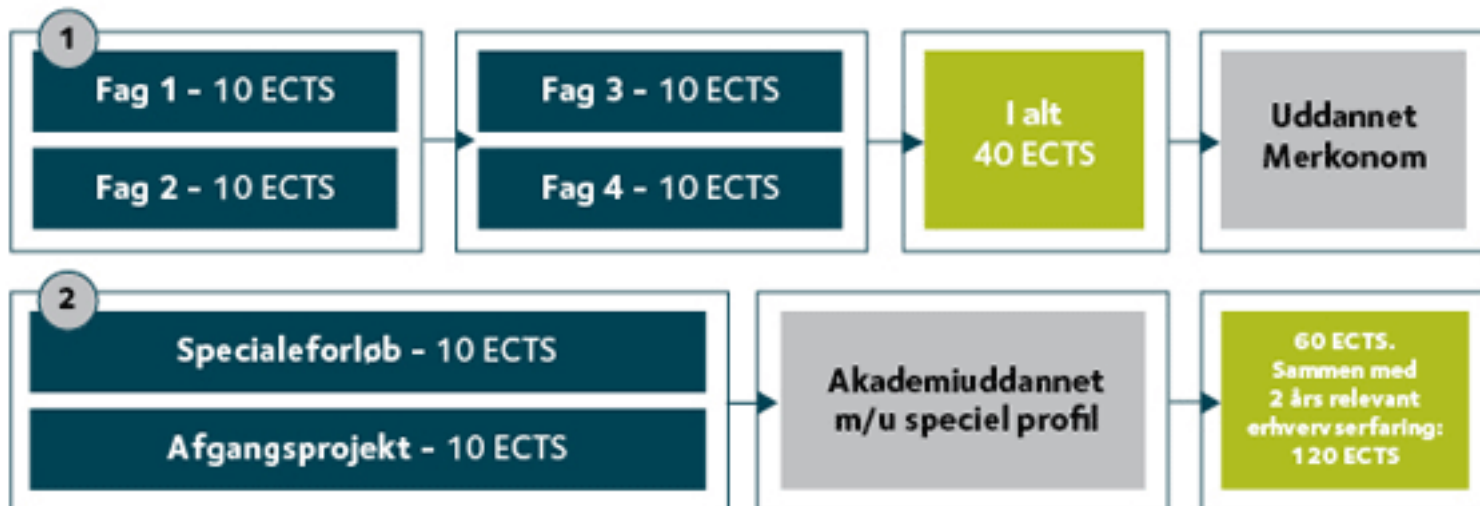 1
Fag 1 – 10 ECTS
Fag 2 – 10 ECTS
Fag 3 – 10 ECTS
Fag 4 – 10 ECTS
I alt
40 ECTS
Uddannet
Merkonom
2
Specialeforløb – 10 ECTS
Afgangsprojekt – 10 ECTS
Akademiuddannet
m/u speciel profil
60 ECTS.
Sammen med
2 års relevant
erhvervserfaring:
120 ECTS